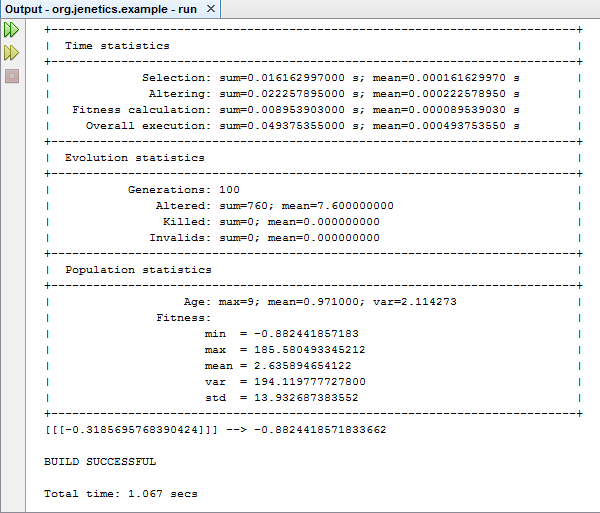 Output - org.jenetics.example - run ×
+---------------------------------------------------------------------------+
| Time statistics |
+---------------------------------------------------------------------------+
| Selection: sum=0.016162997000 s; mean=0.000161629970 s |
| Altering: sum=0.022257895000 s; mean=0.000222578950 s |
| Fitness calculation: sum=0.008953903000 s; mean=0.000089539030 s |
| Overall execution: sum=0.049375355000 s; mean=0.000493753550 s |
+---------------------------------------------------------------------------+
| Evolution statistics |
+---------------------------------------------------------------------------+
| Generations: 100 |
| Altered: sum=760; mean=7.600000000 |
| Killed: sum=0; mean=0.000000000 |
| Invalids: sum=0; mean=0.000000000 |
+---------------------------------------------------------------------------+
| Population statistics |
+---------------------------------------------------------------------------+
| Age: max=9; mean=0.971000; var=2.114273 |
| Fitness: |
| min = -0.882441857183 |
| max = 185.580493345212 |
| mean = 2.635894654122 |
| var = 194.119777727800 |
| std = 13.932687383552 |
+---------------------------------------------------------------------------+
[[[-0.3185695768390424]]] --> -0.8824418571833662
BUILD SUCCESSFUL
Total time: 1.067 secs